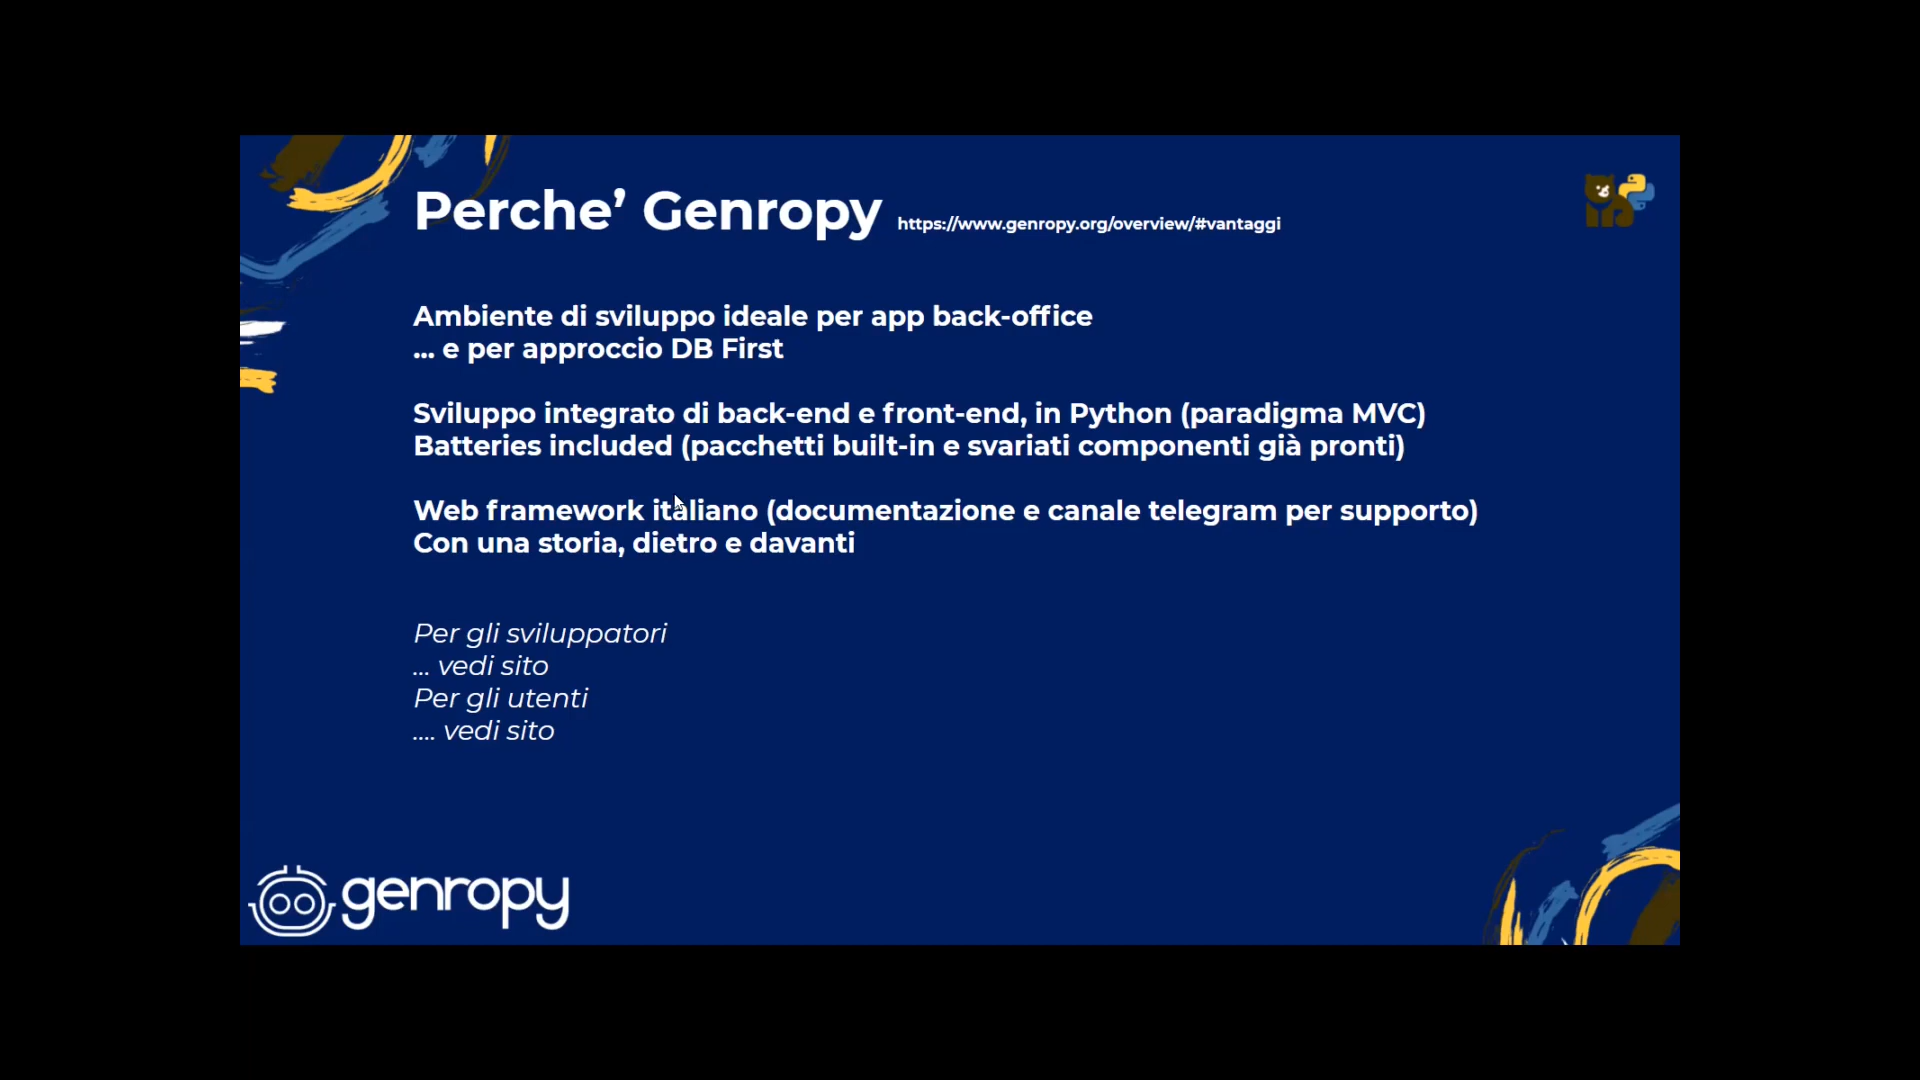 Perche’ Genropy https://www.genropy.org/overview/#vantaggi
Ambiente di sviluppo ideale per app back-office
... e per approccio DB First
Sviluppo integrato di back-end e front-end, in Python (paradigma MVC)
Batteries included (pacchetti built-in e svariati componenti già pronti)
Web framework italiano (documentazione e canale telegram per supporto)
Con una storia, dietro e davanti
Per gli sviluppatori
... vedi sito
Per gli utenti
.... vedi sito
genropy